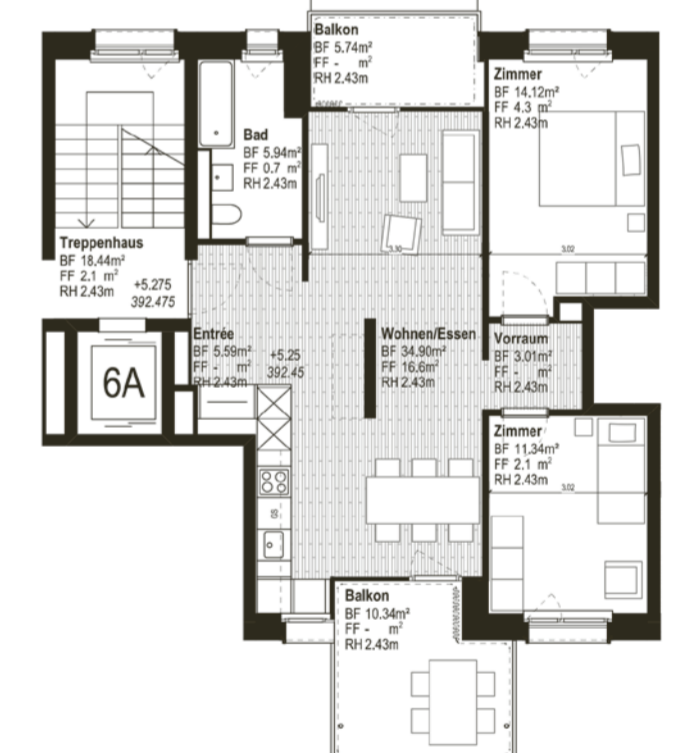 Balkon
BF 5.74m²
FF - m²
RH 2.43m
Zimmer
BF 14.12m²
FF 4.3 m²
RH 2.43m
Bad
BF 5.94m²
FF 0.7 m²
RH 2.43m
Treppenhaus
BF 18.44m²
FF 2.1 m²
RH 2.43m
+5.275
392.475
3.30
3.02
Entrée
BF 5.59m²
FF - m²
RH 2.43m
+5.25
392.45
Wohnen/Essen
BF 34.90m²
FF 16.6m²
RH 2.43m
Vorraum
BF 3.01m²
FF - m²
RH 2.43m
6A
Zimmer
BF 11.34m²
FF 2.1 m²
RH 2.43m
3.02
GS
Balkon
BF 10.34m²
FF - m²
RH 2.43m